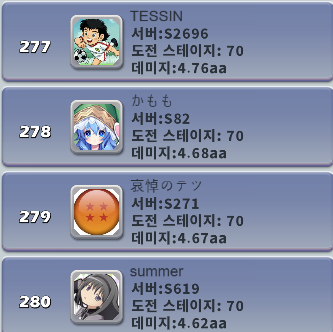 277
TESSIN
서버:S2696
도전 스테이지: 70
데미지:4.76aa
278
かもも
서버:S82
도전 스테이지: 70
데미지:4.68aa
279
哀悼のテツ
서버:S271
도전 스테이지: 70
데미지:4.67aa
280
summer
서버:S619
도전 스테이지: 70
데미지:4.62aa